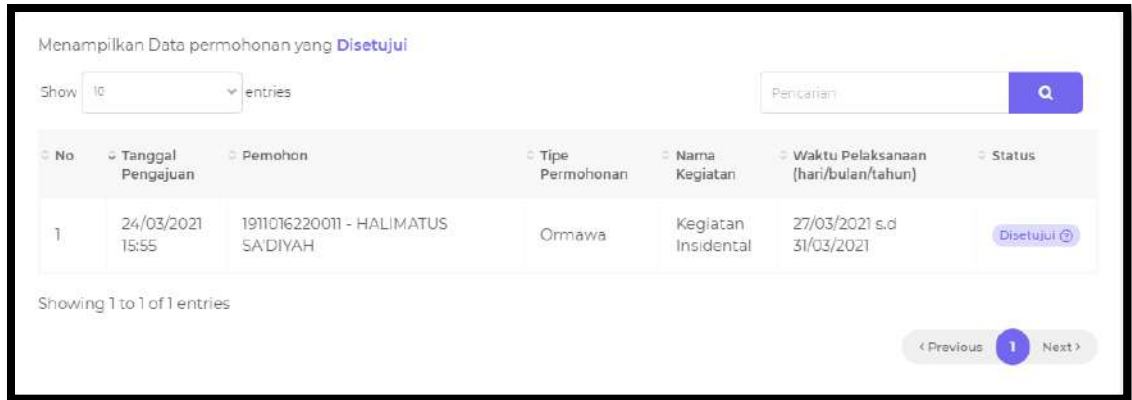 Menampilkan Data permohonan yang Disetujui
Show 10 entries
Pencarian
No Tanggal Pengajuan Pemohon Tipe Permohonan Nama Kegiatan Waktu Pelaksanaan (hari/bulan/tahun) Status
1 24/03/2021 15:55 1911016220011 - HALIMATUS SA'DIYAH Ormawa Kegiatan Insidental 27/03/2021 s.d 31/03/2021 Disetujui
Showing 1 to 1 of 1 entries
Previous 1 Next